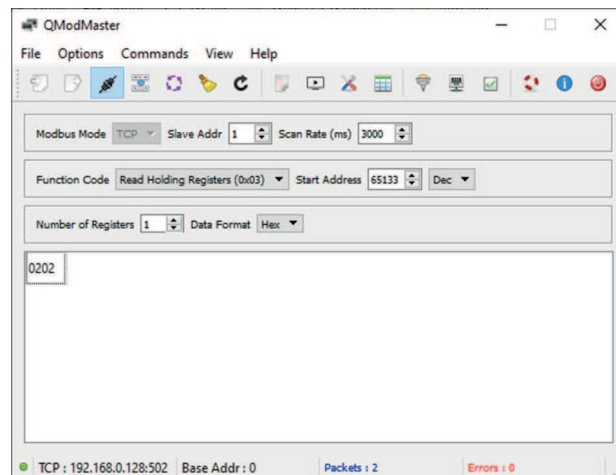 QModMaster
File Options Commands View Help
Modbus Mode TCP Slave Addr 1 Scan Rate (ms) 3000
Function Code Read Holding Registers (0x03) Start Address 65133 Dec
Number of Registers 1 Data Format Hex
0202
TCP : 192.168.0.128:502 Base Addr : 0 Packets : 2 Errors : 0